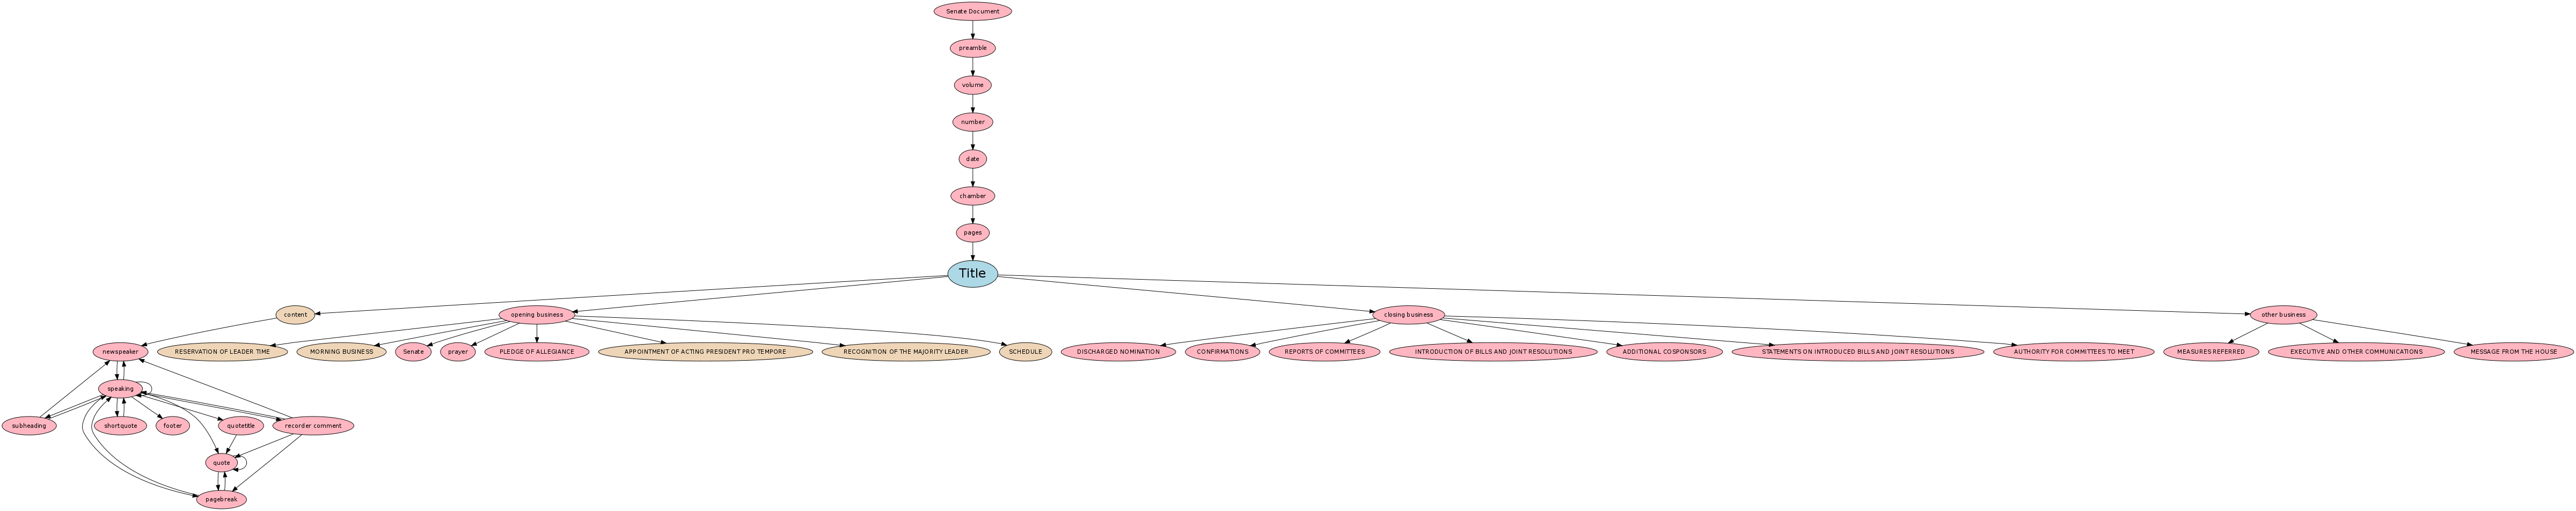 Senate Document
preamble
volume
number
date
chamber
pages
Title
content
opening business
closing business
other business
newspeaker
RESERVATION OF LEADER TIME
MORNING BUSINESS
Senate
prayer
PLEDGE OF ALLEGIANCE
APPOINTMENT OF ACTING PRESIDENT PRO TEMPORE
RECOGNITION OF THE MAJORITY LEADER
SCHEDULE
DISCHARGED NOMINATION
CONFIRMATIONS
REPORTS OF COMMITTEES
INTRODUCTION OF BILLS AND JOINT RESOLUTIONS
ADDITIONAL COSPONSORS
STATEMENTS ON INTRODUCED BILLS AND JOINT RESOLUTIONS
AUTHORITY FOR COMMITTEES TO MEET
MEASURES REFERRED
EXECUTIVE AND OTHER COMMUNICATIONS
MESSAGE FROM THE HOUSE
speaking
subheading
shortquote
footer
quotetitle
recorder comment
quote
pagebreak